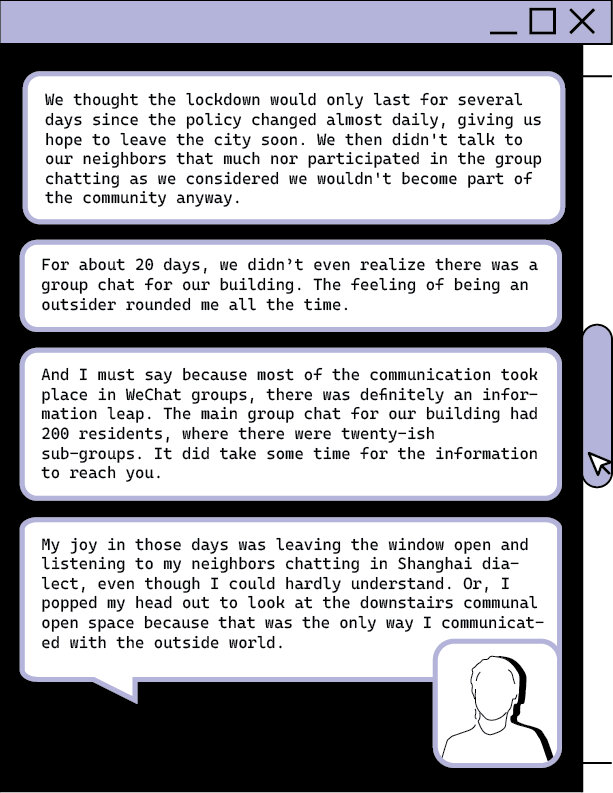 We thought the lockdown would only last for several
days since the policy changed almost daily, giving us
hope to leave the city soon. We then didn't talk to
our neighbors that much nor participated in the group
chatting as we considered we wouldn't become part of
the community anyway.
For about 20 days, we didn’t even realize there was a
group chat for our building. The feeling of being an
outsider rounded me all the time.
And I must say because most of the communication took
place in WeChat groups, there was definitely an infor-
mation leap. The main group chat for our building had
200 residents, where there were twenty-ish
sub-groups. It did take some time for the information
to reach you.
My joy in those days was leaving the window open and
listening to my neighbors chatting in Shanghai dia-
lect, even though I could hardly understand. Or, I
popped my head out to look at the downstairs communal
open space because that was the only way I communicat-
ed with the outside world.